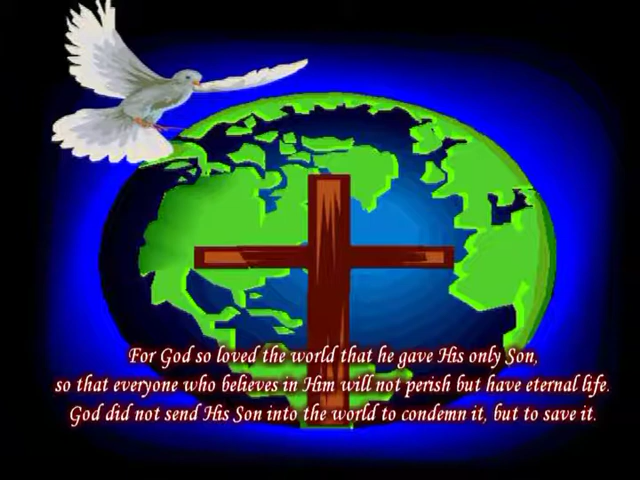 For God so loved the world that he gave His only Son,
so that everyone who believes in Him will not perish but have eternal life.
God did not send His Son into the world to condemn it, but to save it.